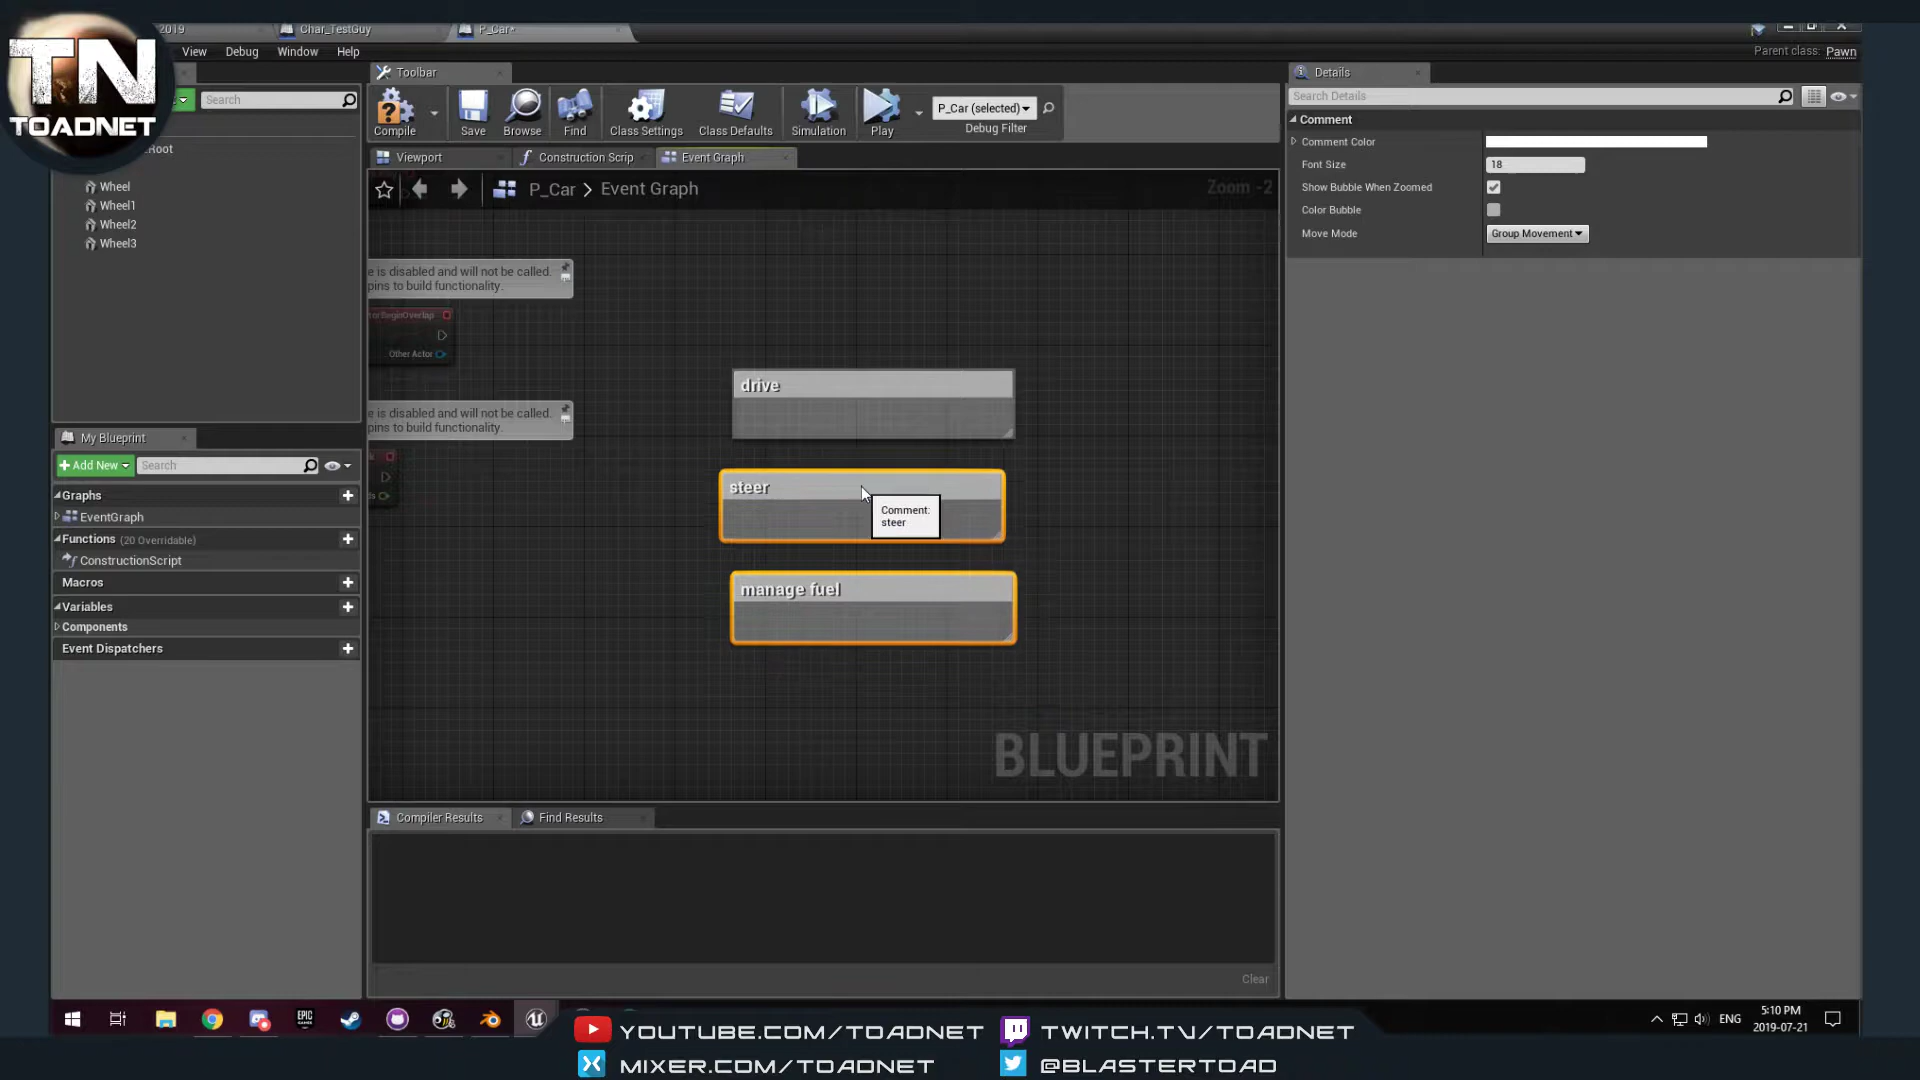 2019
Char_TestGuy
P_Car*
Parent class: Pawn
View
Debug
Window
Help
TN
TOADNET
Search
Root
Wheel
Wheel1
Wheel2
Wheel3
Toolbar
Compile
Save
Browse
Find
Class Settings
Class Defaults
Simulation
Play
P_Car (selected)
Debug Filter
Viewport
Construction Scrip
Event Graph
P_Car > Event Graph
Zoom -2
e is disabled and will not be called.
pins to build functionality.
torBeginOverlap
Other Actor
e is disabled and will not be called.
pins to build functionality.
drive
steer
Comment:
steer
manage fuel
BLUEPRINT
My Blueprint
Add New
Search
Graphs
EventGraph
Functions (20 Overridable)
ConstructionScript
Macros
Variables
Components
Event Dispatchers
Compiler Results
Find Results
Clear
Details
Search Details
Comment
Comment Color
Font Size
18
Show Bubble When Zoomed
Color Bubble
Move Mode
Group Movement
EPIC
GAMES
ENG
5:10 PM
2019-07-21
YOUTUBE.COM/TOADNET
TWITCH.TV/TOADNET
MIXER.COM/TOADNET
@BLASTERTOAD